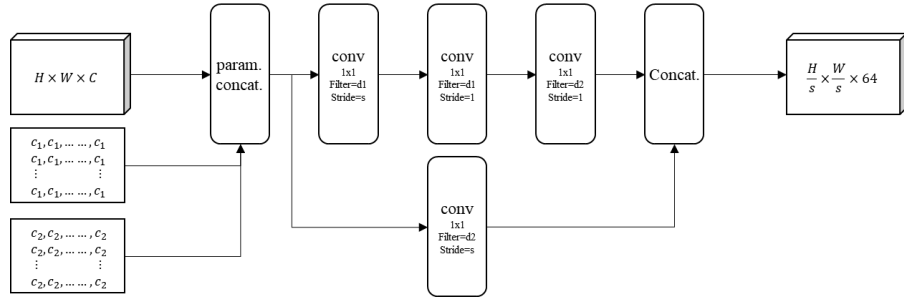 H × W × C
param.
concat.
conv
1x1
Filter=d1
Stride=s
conv
1x1
Filter=d1
Stride=1
conv
1x1
Filter=d2
Stride=1
Concat.
H/s × W/s × 64
c₁, c₁, … …, c₁
c₁, c₁, … …, c₁
⋮ ⋮
c₁, c₁, … …, c₁
conv
1x1
Filter=d2
Stride=s
c₂, c₂, … …, c₂
c₂, c₂, … …, c₂
⋮ ⋮
c₂, c₂, … …, c₂